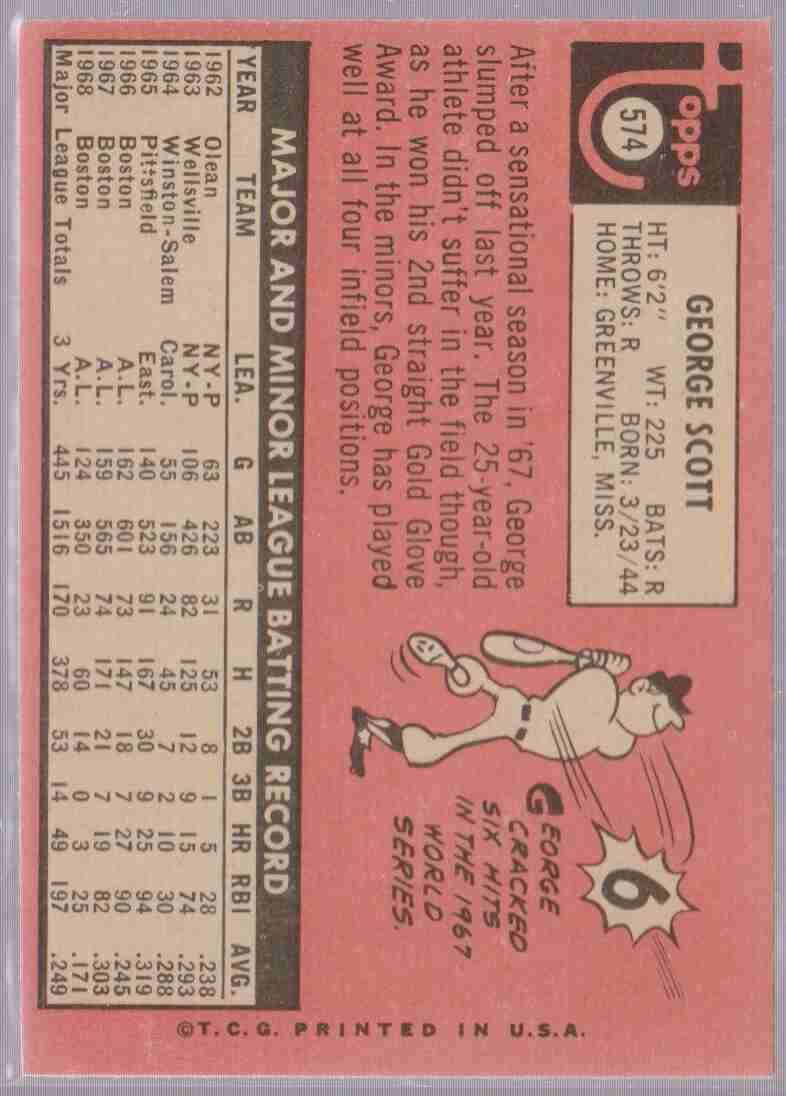 Topps
574
GEORGE SCOTT
HT: 6'2" WT: 225 BATS: R
THROWS: R BORN: 3/23/44
HOME: GREENVILLE, MISS.
After a sensational season in '67, George
slumped off last year. The 25-year-old
athlete didn't suffer in the field though,
as he won his 2nd straight Gold Glove
Award. In the minors, George has played
well at all four infield positions.
6
GEORGE
CRACKED
SIX HITS
IN THE 1967
WORLD
SERIES.
MAJOR AND MINOR LEAGUE BATTING RECORD
YEAR TEAM LEA. G AB R H 2B 3B HR RBI AVG.
1962 Olean NY-P 63 223 31 53 8 1 5 28 .238
1963 Wellsville NY-P 106 426 82 125 12 9 15 74 .293
1964 Winston-Salem Carol. 55 156 24 45 7 2 10 30 .288
1965 Pittsfield East. 140 523 91 167 30 9 25 94 .319
1966 Boston A.L. 162 601 73 147 18 7 27 90 .245
1967 Boston A.L. 159 565 74 171 21 7 19 82 .303
1968 Boston A.L. 124 350 23 60 14 0 3 25 .171
Major League Totals 3 Yrs. 445 1516 170 378 53 14 49 197 .249
©T.C.G. PRINTED IN U.S.A.